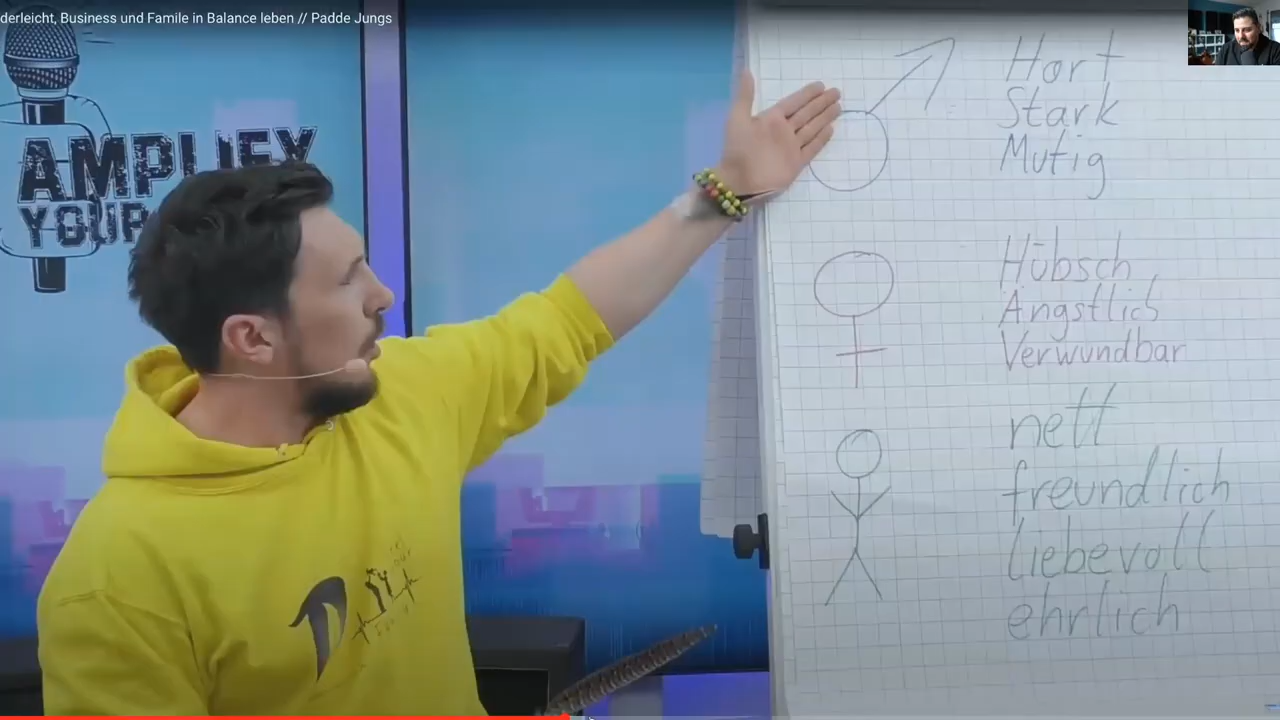 derleicht, Business und Famile in Balance leben // Padde Jungs
AMPLIFY
YOUR
Hart
Stark
Mutig
Hübsch
Ängstlich
Verwundbar
nett
freundlich
liebevoll
ehrlich